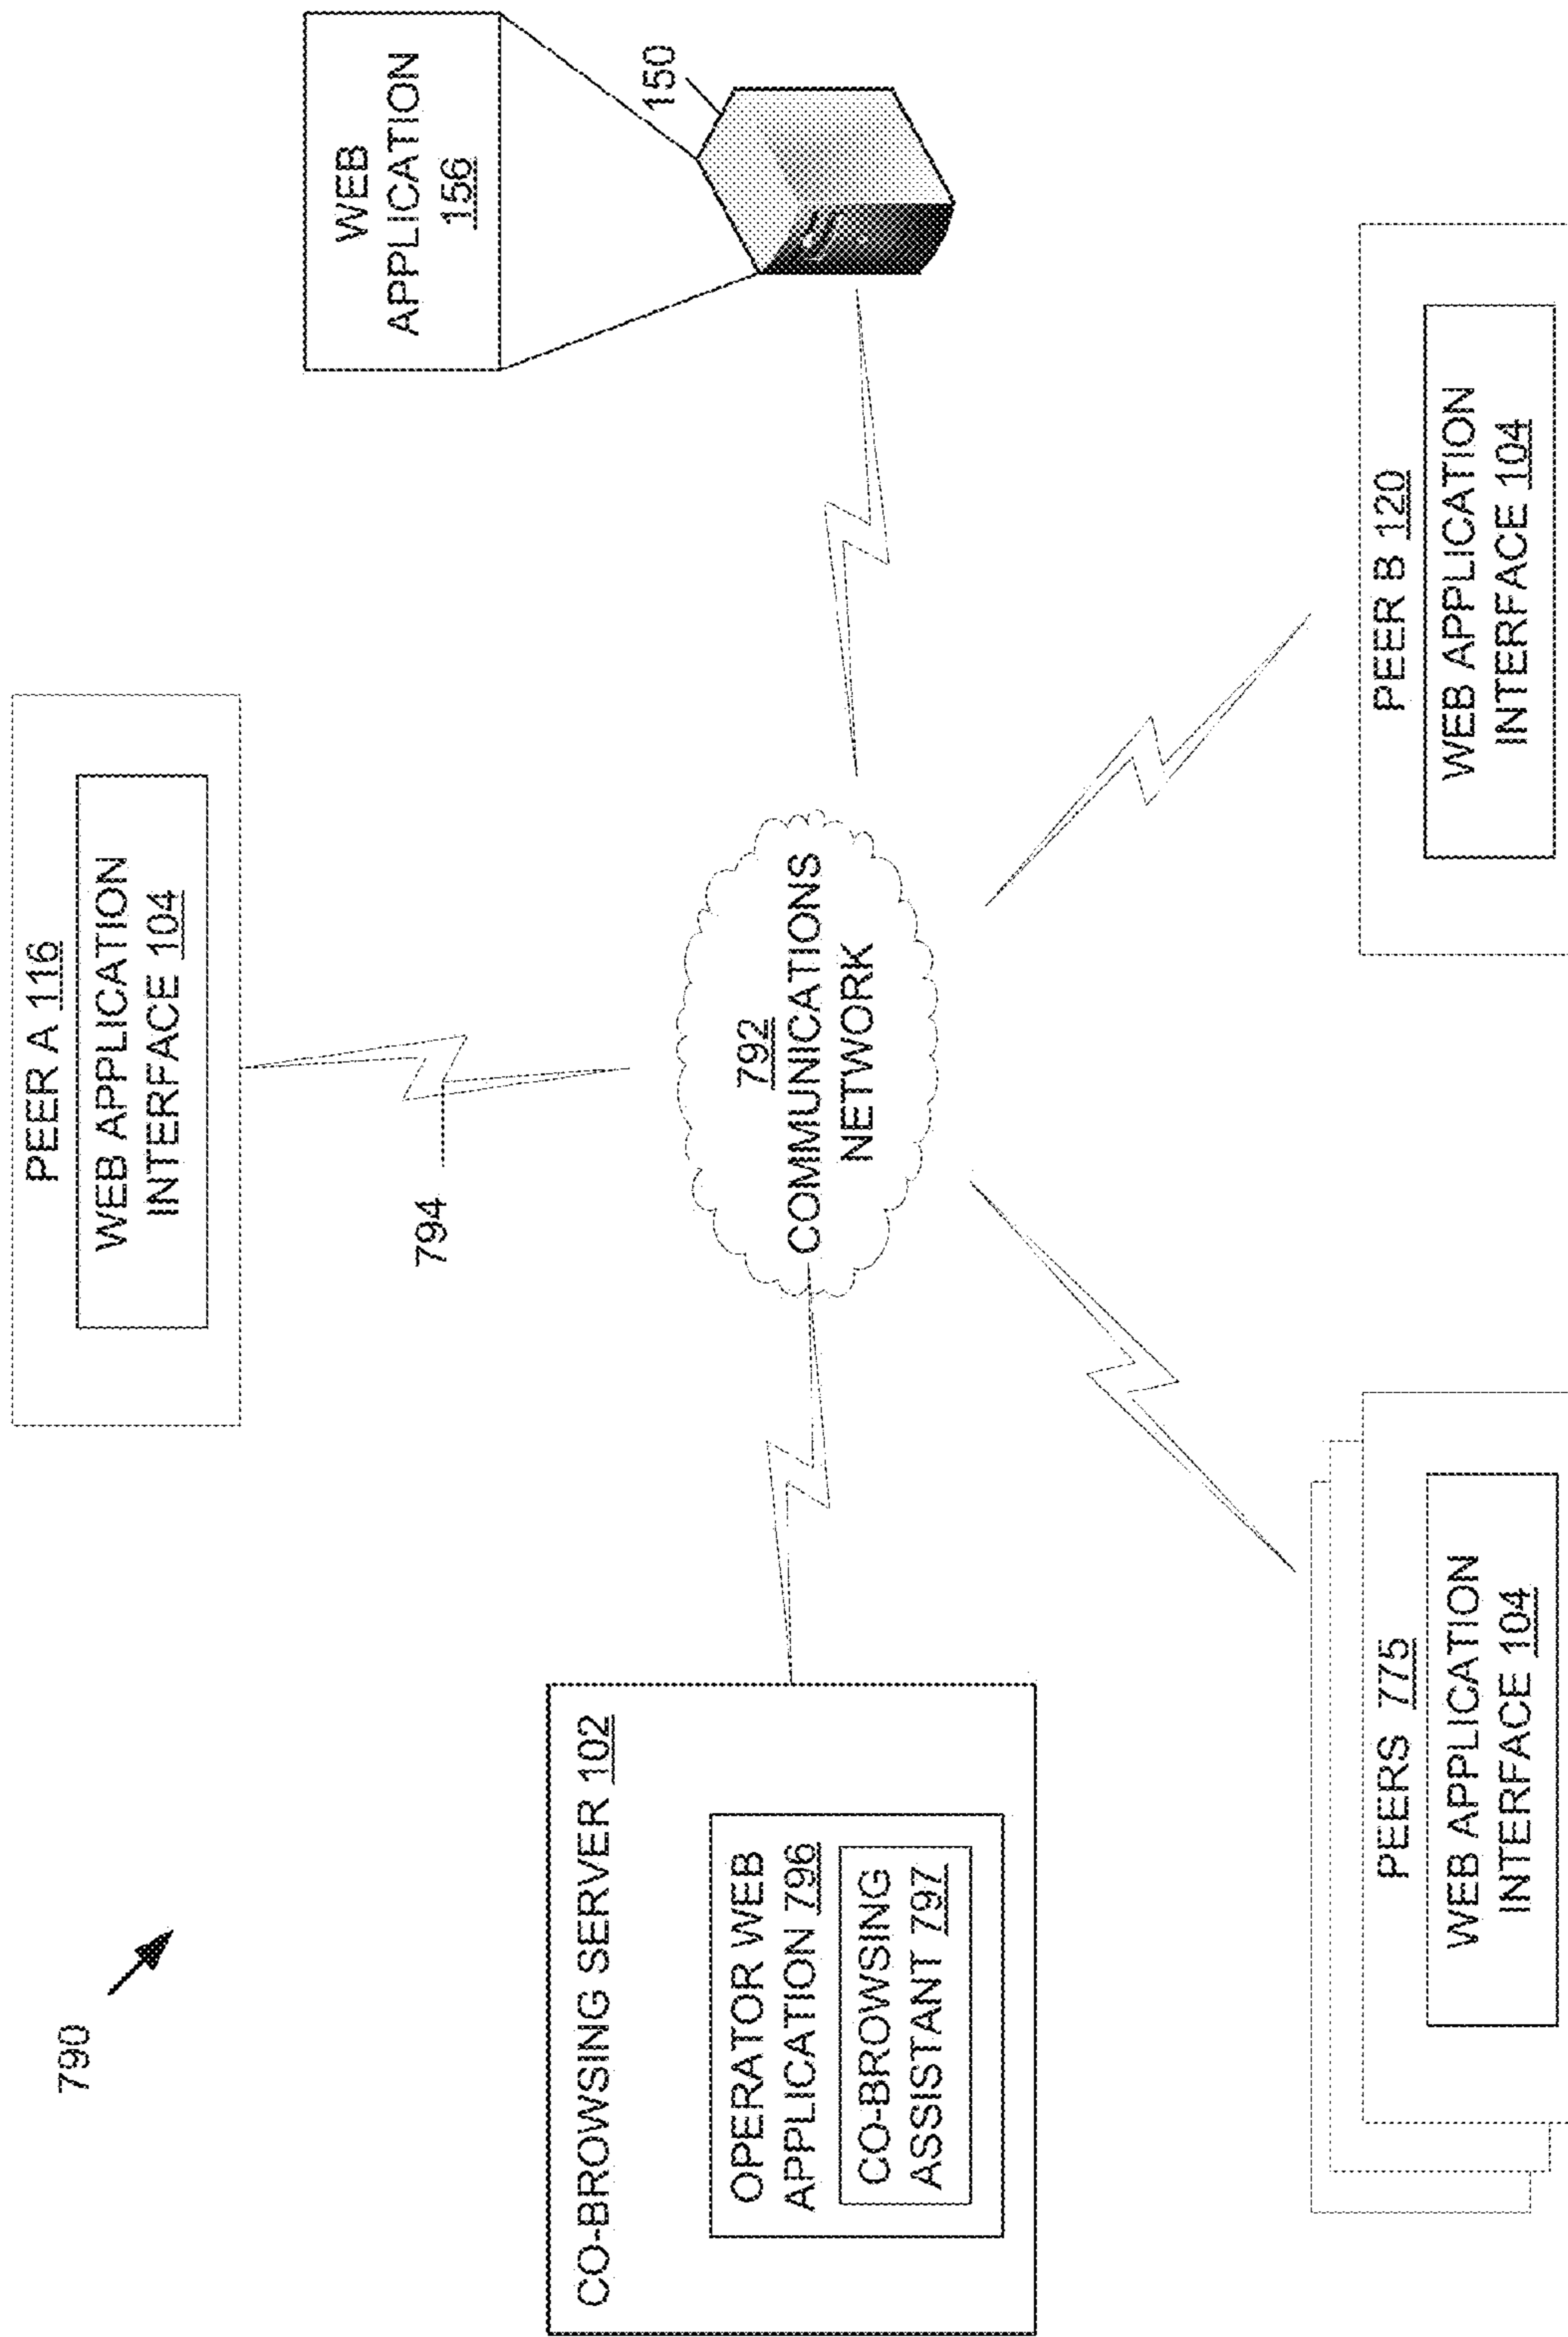 790
PEER A 116
WEB APPLICATION
INTERFACE 104
794
WEB
APPLICATION
156
150
CO-BROWSING SERVER 102
OPERATOR WEB
APPLICATION 796
CO-BROWSING
ASSISTANT 797
792
COMMUNICATIONS
NETWORK
PEERS 775
WEB APPLICATION
INTERFACE 104
PEER B 120
WEB APPLICATION
INTERFACE 104